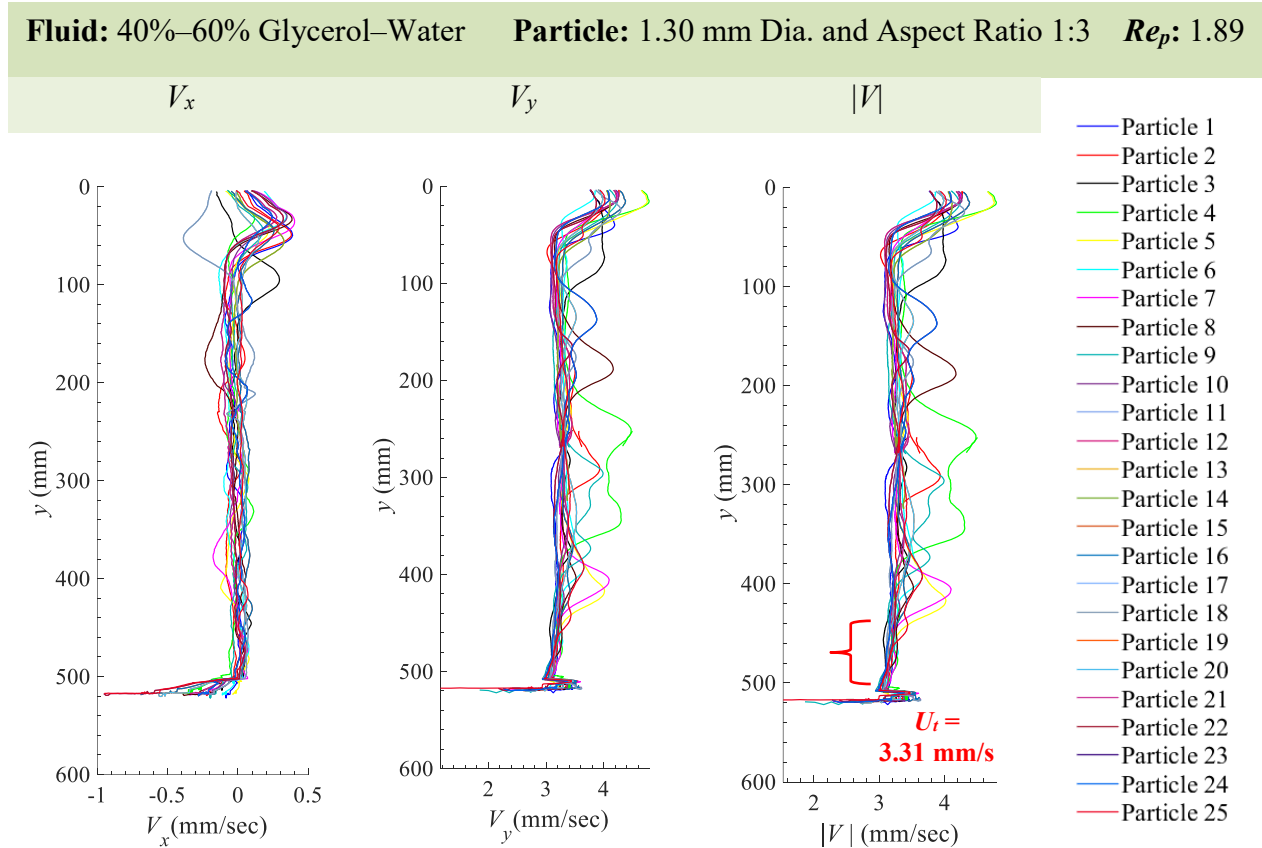 Fluid: 40%–60% Glycerol–Water Particle: 1.30 mm Dia. and Aspect Ratio 1:3 Rep: 1.89
Vx Vy |V|
0
100
200
300
400
500
600
y (mm)
-1 -0.5 0 0.5
Vx (mm/sec)
0
100
200
300
400
500
600
y (mm)
2 3 4
Vy (mm/sec)
0
100
200
300
400
500
600
y (mm)
2 3 4
|V| (mm/sec)
Ut =
3.31 mm/s
Particle 1
Particle 2
Particle 3
Particle 4
Particle 5
Particle 6
Particle 7
Particle 8
Particle 9
Particle 10
Particle 11
Particle 12
Particle 13
Particle 14
Particle 15
Particle 16
Particle 17
Particle 18
Particle 19
Particle 20
Particle 21
Particle 22
Particle 23
Particle 24
Particle 25